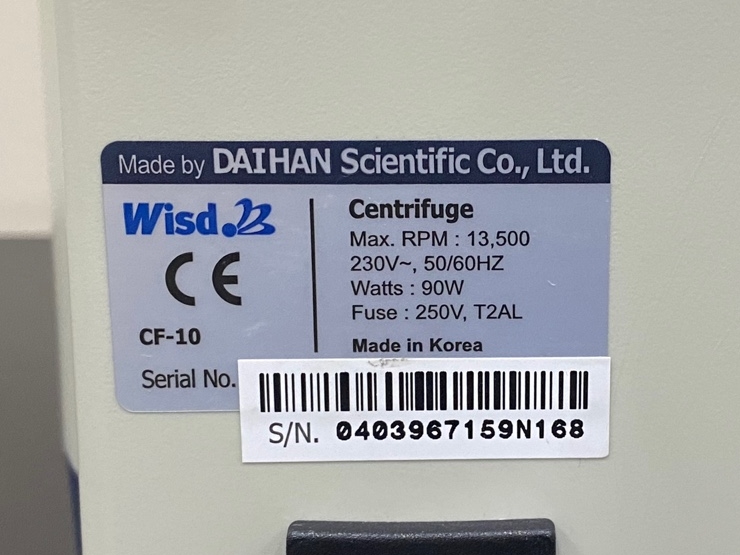 Made by DAIHAN Scientific Co., Ltd.
Wisd.
CE
CF-10
Serial No.
Centrifuge
Max. RPM : 13,500
230V~, 50/60HZ
Watts : 90W
Fuse : 250V, T2AL
Made in Korea
S/N. 0403967159N168